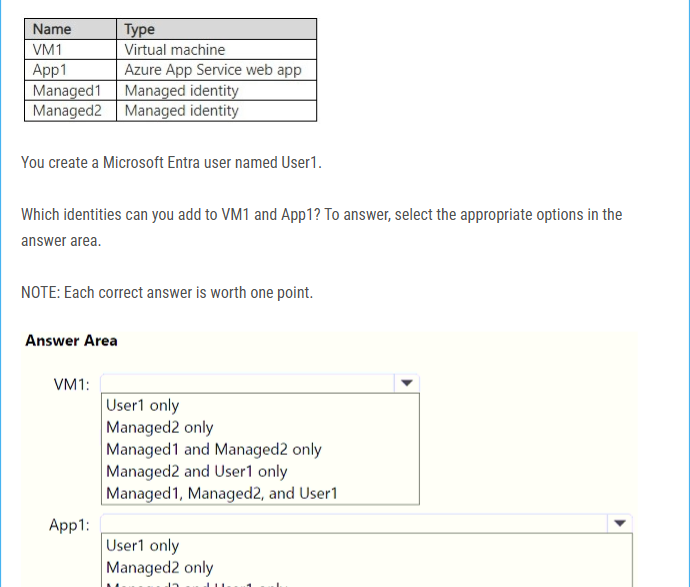 Name Type
VM1 Virtual machine
App1 Azure App Service web app
Managed1 Managed identity
Managed2 Managed identity
You create a Microsoft Entra user named User1.
Which identities can you add to VM1 and App1? To answer, select the appropriate options in the
answer area.
NOTE: Each correct answer is worth one point.
Answer Area
VM1:
User1 only
Managed2 only
Managed1 and Managed2 only
Managed2 and User1 only
Managed1, Managed2, and User1
App1:
User1 only
Managed2 only